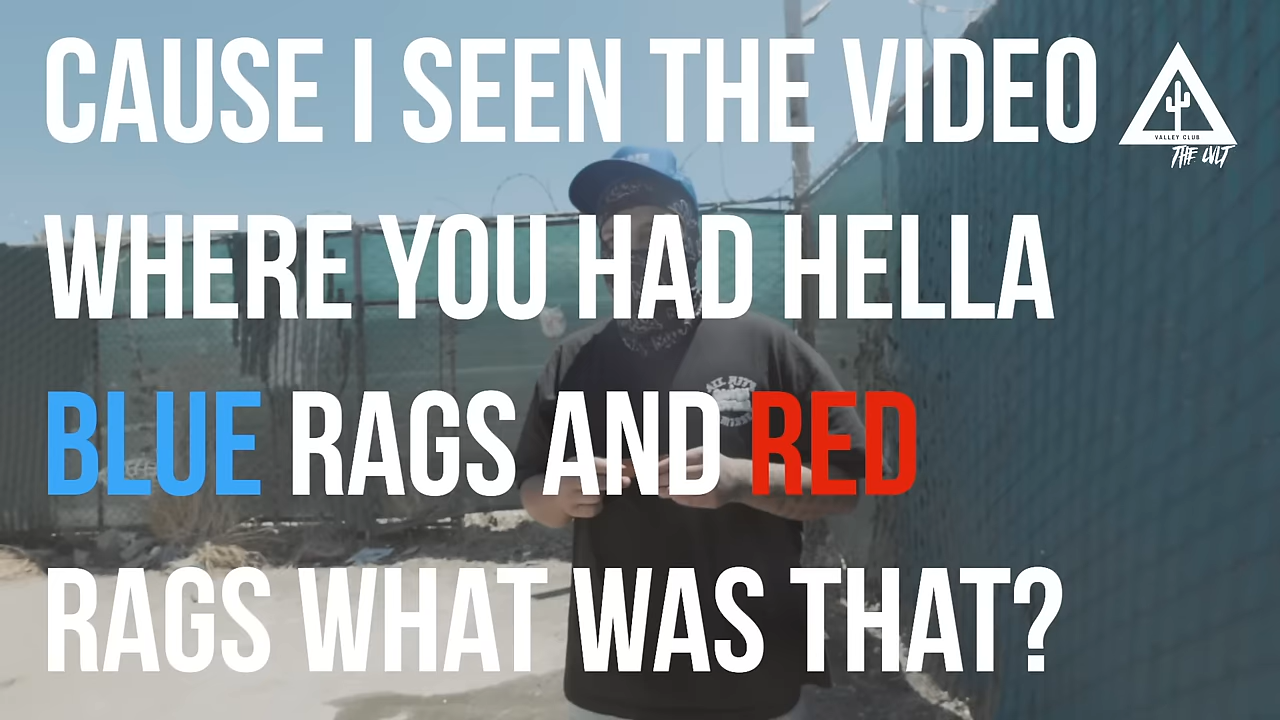 CAUSE I SEEN THE VIDEO
WHERE YOU HAD HELLA
BLUE RAGS AND RED
RAGS WHAT WAS THAT?
VALLEY CLUB
THE CVLT